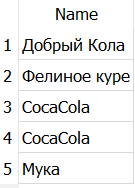 Name
1 Добрый Кола
2 Фелиное куре
3 CocaCola
4 CocaCola
5 Мука